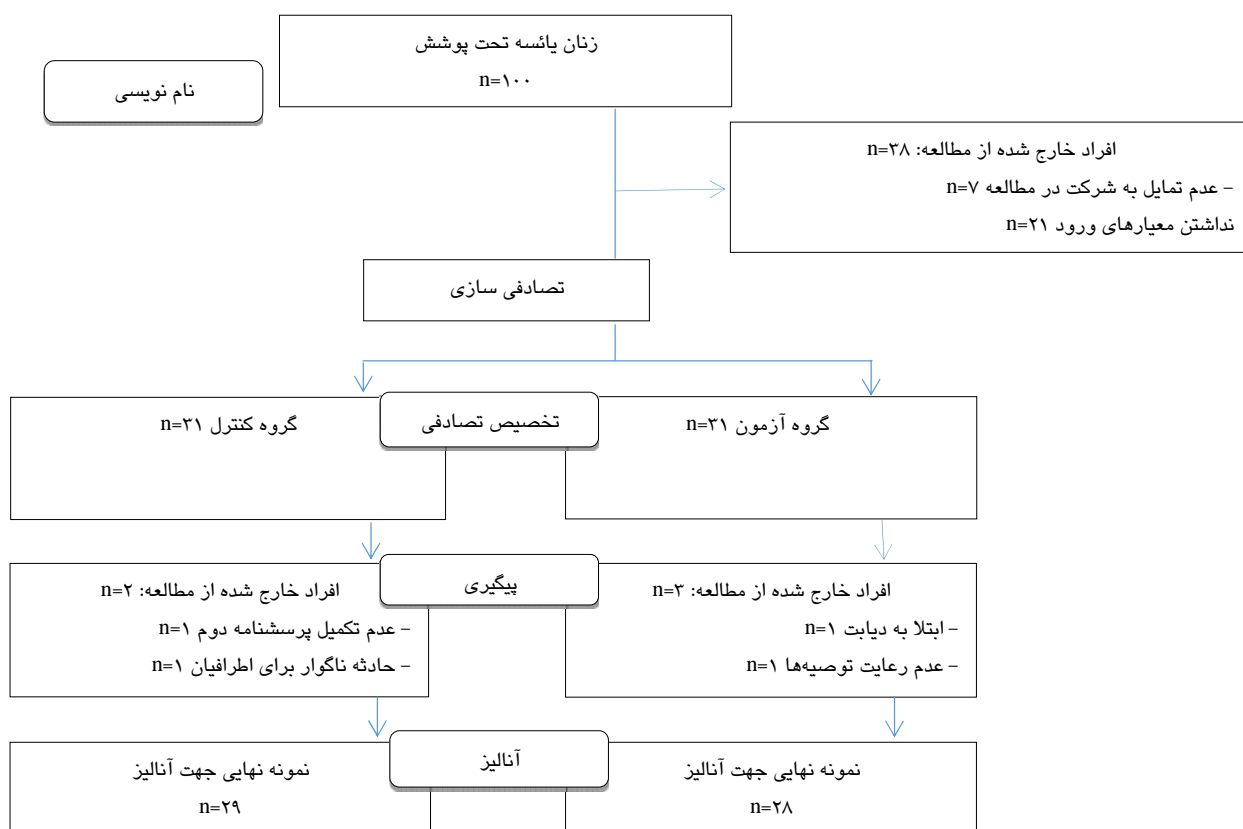 زنان یائسه تحت پوشش
n=۱۰۰
نام نویسی
افراد خارج شده از مطالعه: n=۳۸
- عدم تمایل به شرکت در مطالعه n=۷
نداشتن معیارهای ورود n=۲۱
تصادفی سازی
گروه آزمون n=۳۱
تخصیص تصادفی
گروه کنترل n=۳۱
افراد خارج شده از مطالعه: n=۳
- ابتلا به دیابت n=۱
- عدم رعایت توصیه‌ها n=۱
پیگیری
افراد خارج شده از مطالعه: n=۲
- عدم تکمیل پرسشنامه دوم n=۱
- حادثه ناگوار برای اطرافیان n=۱
نمونه نهایی جهت آنالیز
n=۲۸
آنالیز
نمونه نهایی جهت آنالیز
n=۲۹